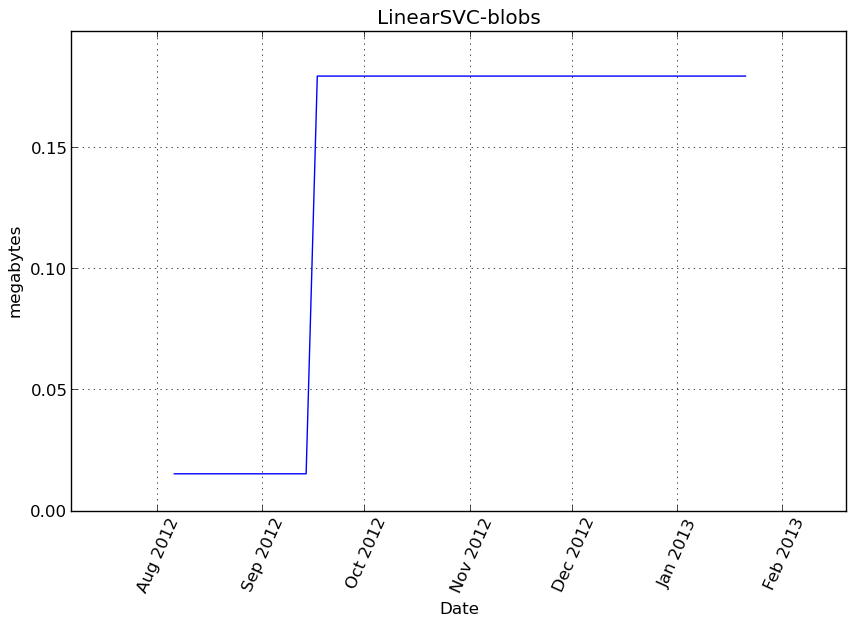 LinearSVC-blobs
megabytes
0.15
0.10
0.05
0.00
Aug 2012
Sep 2012
Oct 2012
Nov 2012
Dec 2012
Jan 2013
Feb 2013
Date